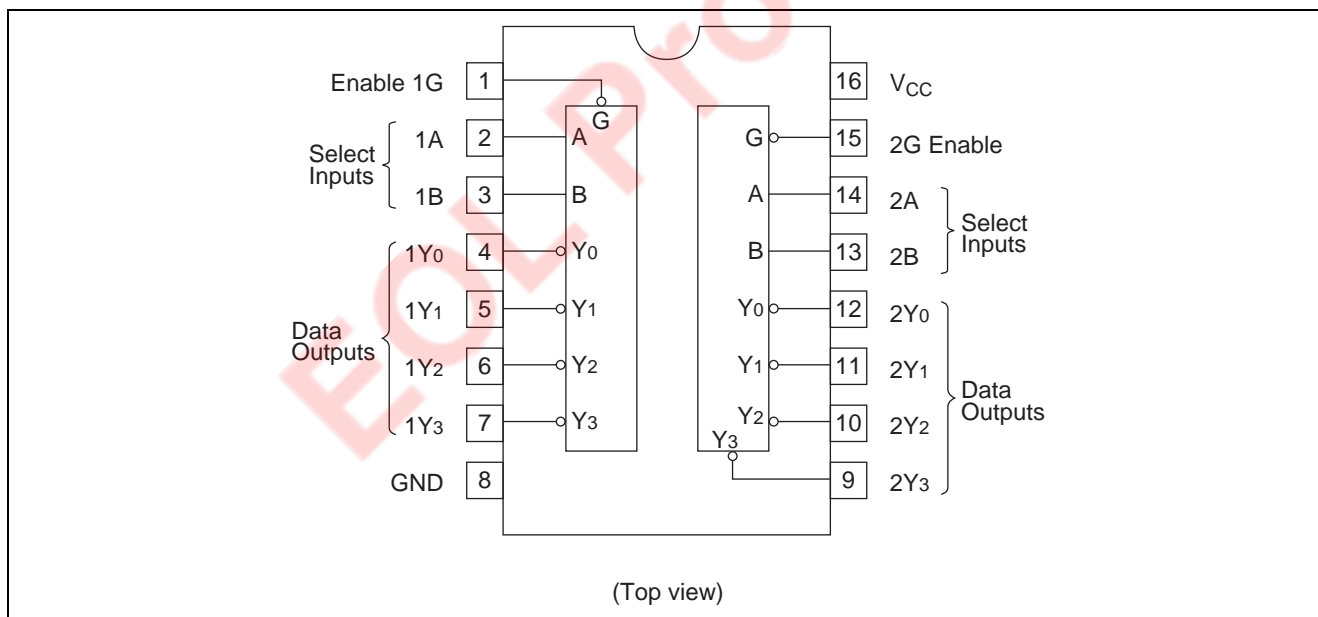 EOL Pro
Enable 1G 1
1A 2
Select
Inputs
1B 3
1Y0 4
1Y1 5
Data
Outputs
1Y2 6
1Y3 7
GND 8
G
A
B
Y0
Y1
Y2
Y3
G
A
B
Y0
Y1
Y2
Y3
16 VCC
15 2G Enable
14 2A
Select
Inputs
13 2B
12 2Y0
11 2Y1
Data
Outputs
10 2Y2
9 2Y3
(Top view)